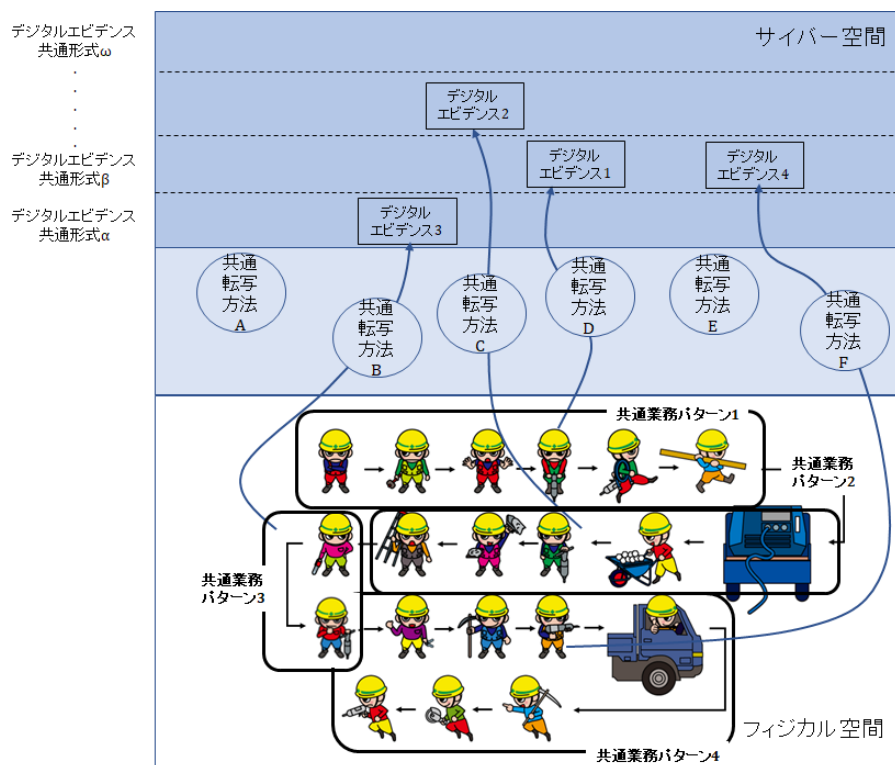 デジタルエビデンス
共通形式ω
・
・
・
・
・
デジタルエビデンス
共通形式β
デジタルエビデンス
共通形式α
サイバー空間
デジタル
エビデンス2
デジタル
エビデンス1
デジタル
エビデンス4
デジタル
エビデンス3
共通
転写
方法
A
共通
転写
方法
B
共通
転写
方法
C
共通
転写
方法
D
共通
転写
方法
E
共通
転写
方法
F
共通業務パターン1
共通業務
パターン2
共通業務
パターン3
共通業務パターン4
フィジカル空間